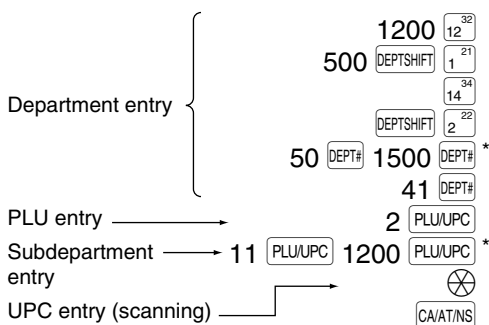 1200 12 32
500 DEPTSHIFT 1 21
14 34
Department entry
DEPTSHIFT 2 22
50 DEPT# 1500 DEPT# *
41 DEPT#
PLU entry 2 PLU/UPC
Subdepartment 11 PLU/UPC 1200 PLU/UPC *
entry
UPC entry (scanning)
CA/AT/NS